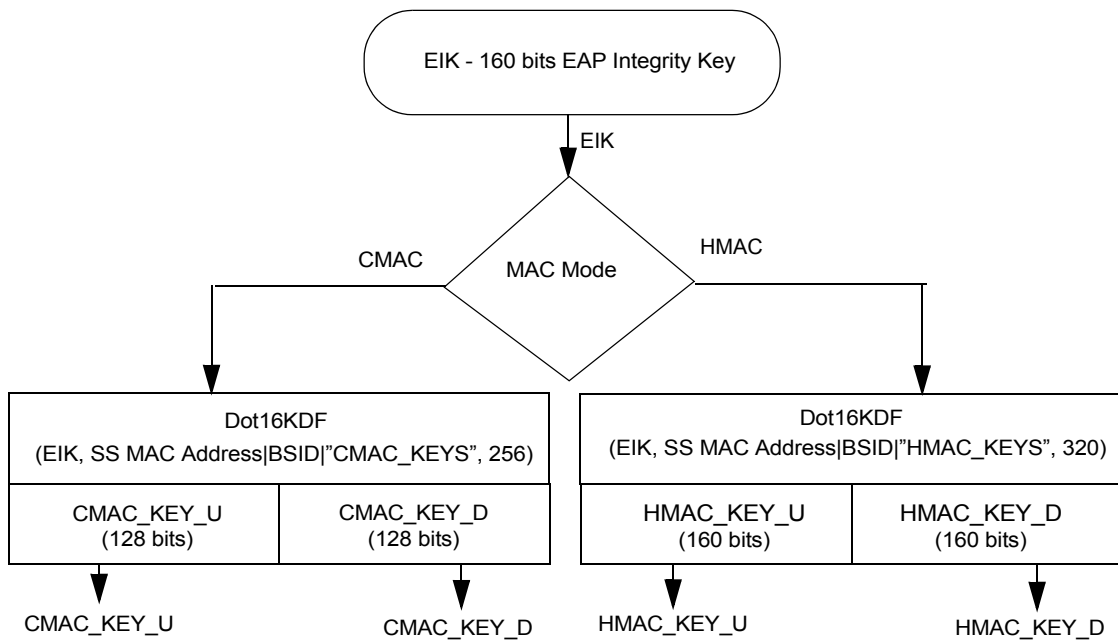 EIK - 160 bits EAP Integrity Key
EIK
CMAC
MAC Mode
HMAC
Dot16KDF
(EIK, SS MAC Address|BSID|”CMAC_KEYS”, 256)
CMAC_KEY_U
(128 bits)
CMAC_KEY_D
(128 bits)
Dot16KDF
(EIK, SS MAC Address|BSID|”HMAC_KEYS”, 320)
HMAC_KEY_U
(160 bits)
HMAC_KEY_D
(160 bits)
CMAC_KEY_U
CMAC_KEY_D
HMAC_KEY_U
HMAC_KEY_D